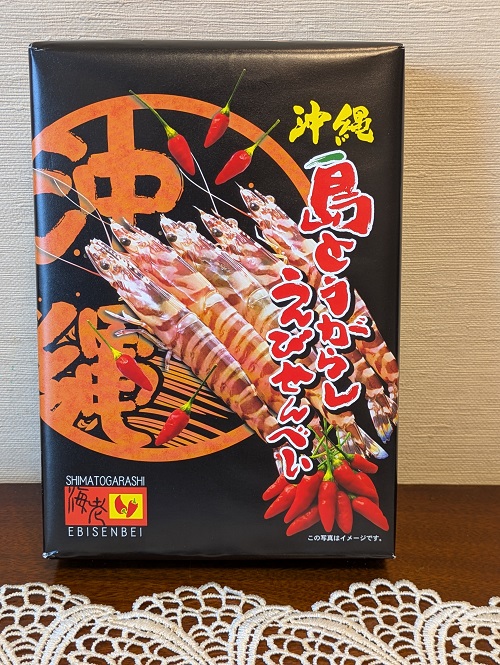 沖縄
沖縄
島とうがらし
えびせんべい
SHIMATOGARASHI
海老
EBISENBEI
この写真はイメージです。